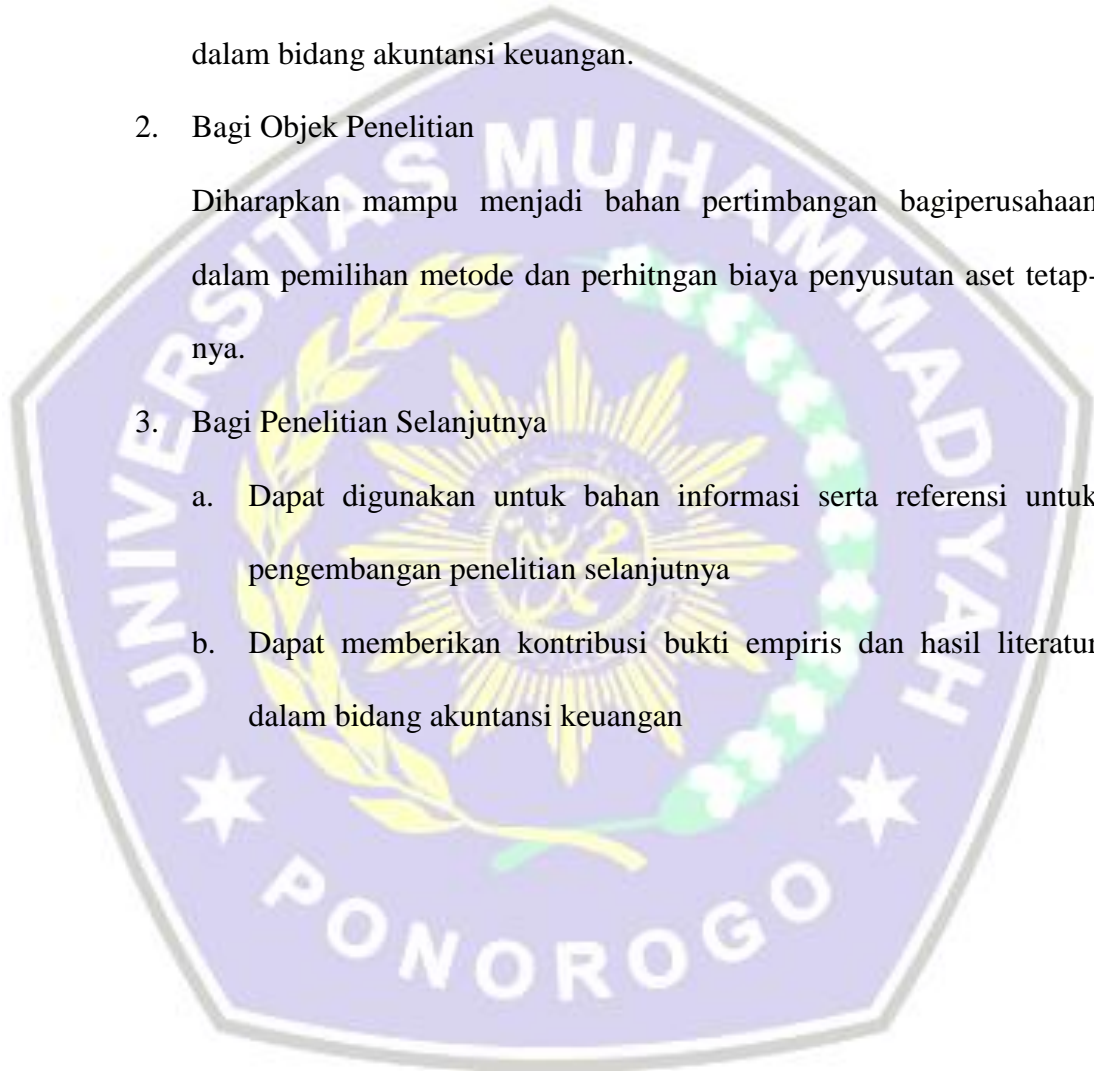 dalam bidang akuntansi keuangan.
2. Bagi Objek Penelitian
Diharapkan mampu menjadi bahan pertimbangan bagiperusahaan
dalam pemilihan metode dan perhitngan biaya penyusutan aset tetap-
nya.
3. Bagi Penelitian Selanjutnya
a. Dapat digunakan untuk bahan informasi serta referensi untuk
pengembangan penelitian selanjutnya
b. Dapat memberikan kontribusi bukti empiris dan hasil literatur
dalam bidang akuntansi keuangan
UNIVERSITAS MUHAMMADIYAH
PONOROGO